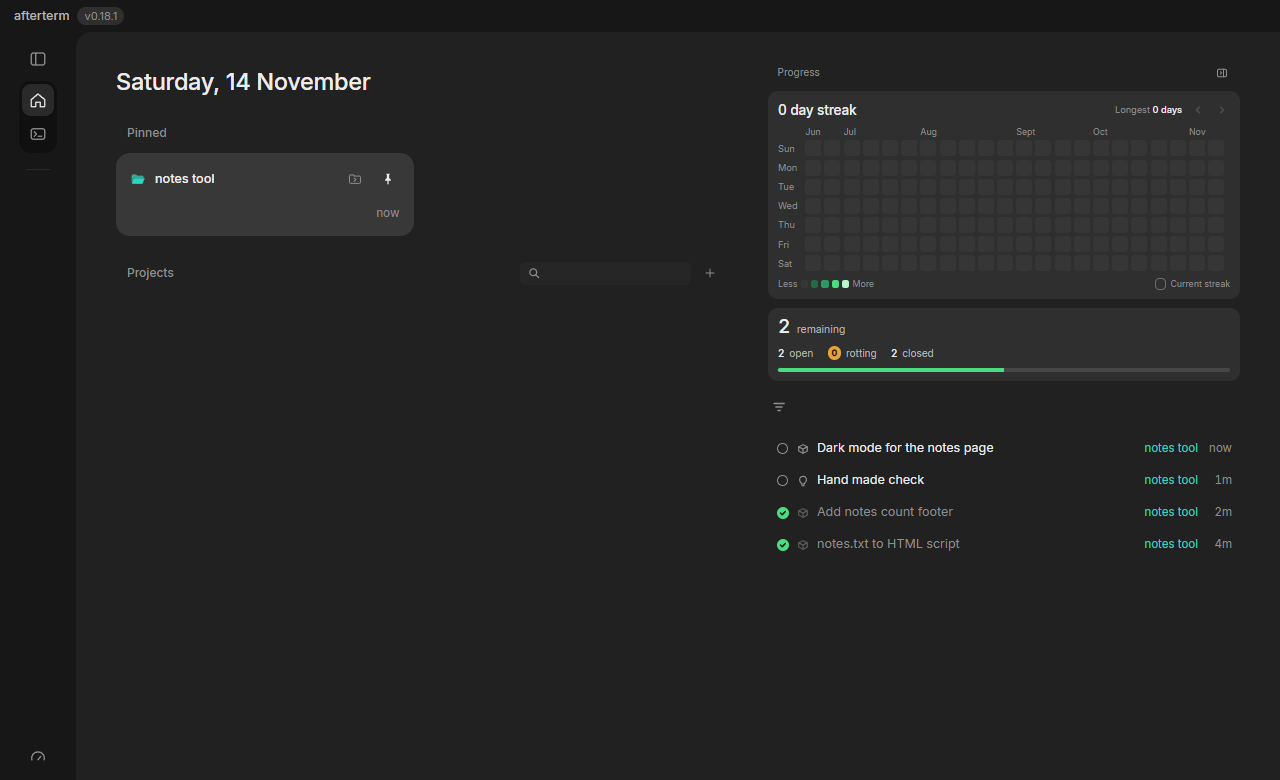 afterterm v0.18.1
Saturday, 14 November
Pinned
notes tool
now
Projects
Progress
0 day streak
Longest 0 days
Jun Jul Aug Sept Oct Nov
Sun
Mon
Tue
Wed
Thu
Fri
Sat
Less More
Current streak
2 remaining
2 open 0 rotting 2 closed
Dark mode for the notes page notes tool now
Hand made check notes tool 1m
Add notes count footer notes tool 2m
notes.txt to HTML script notes tool 4m